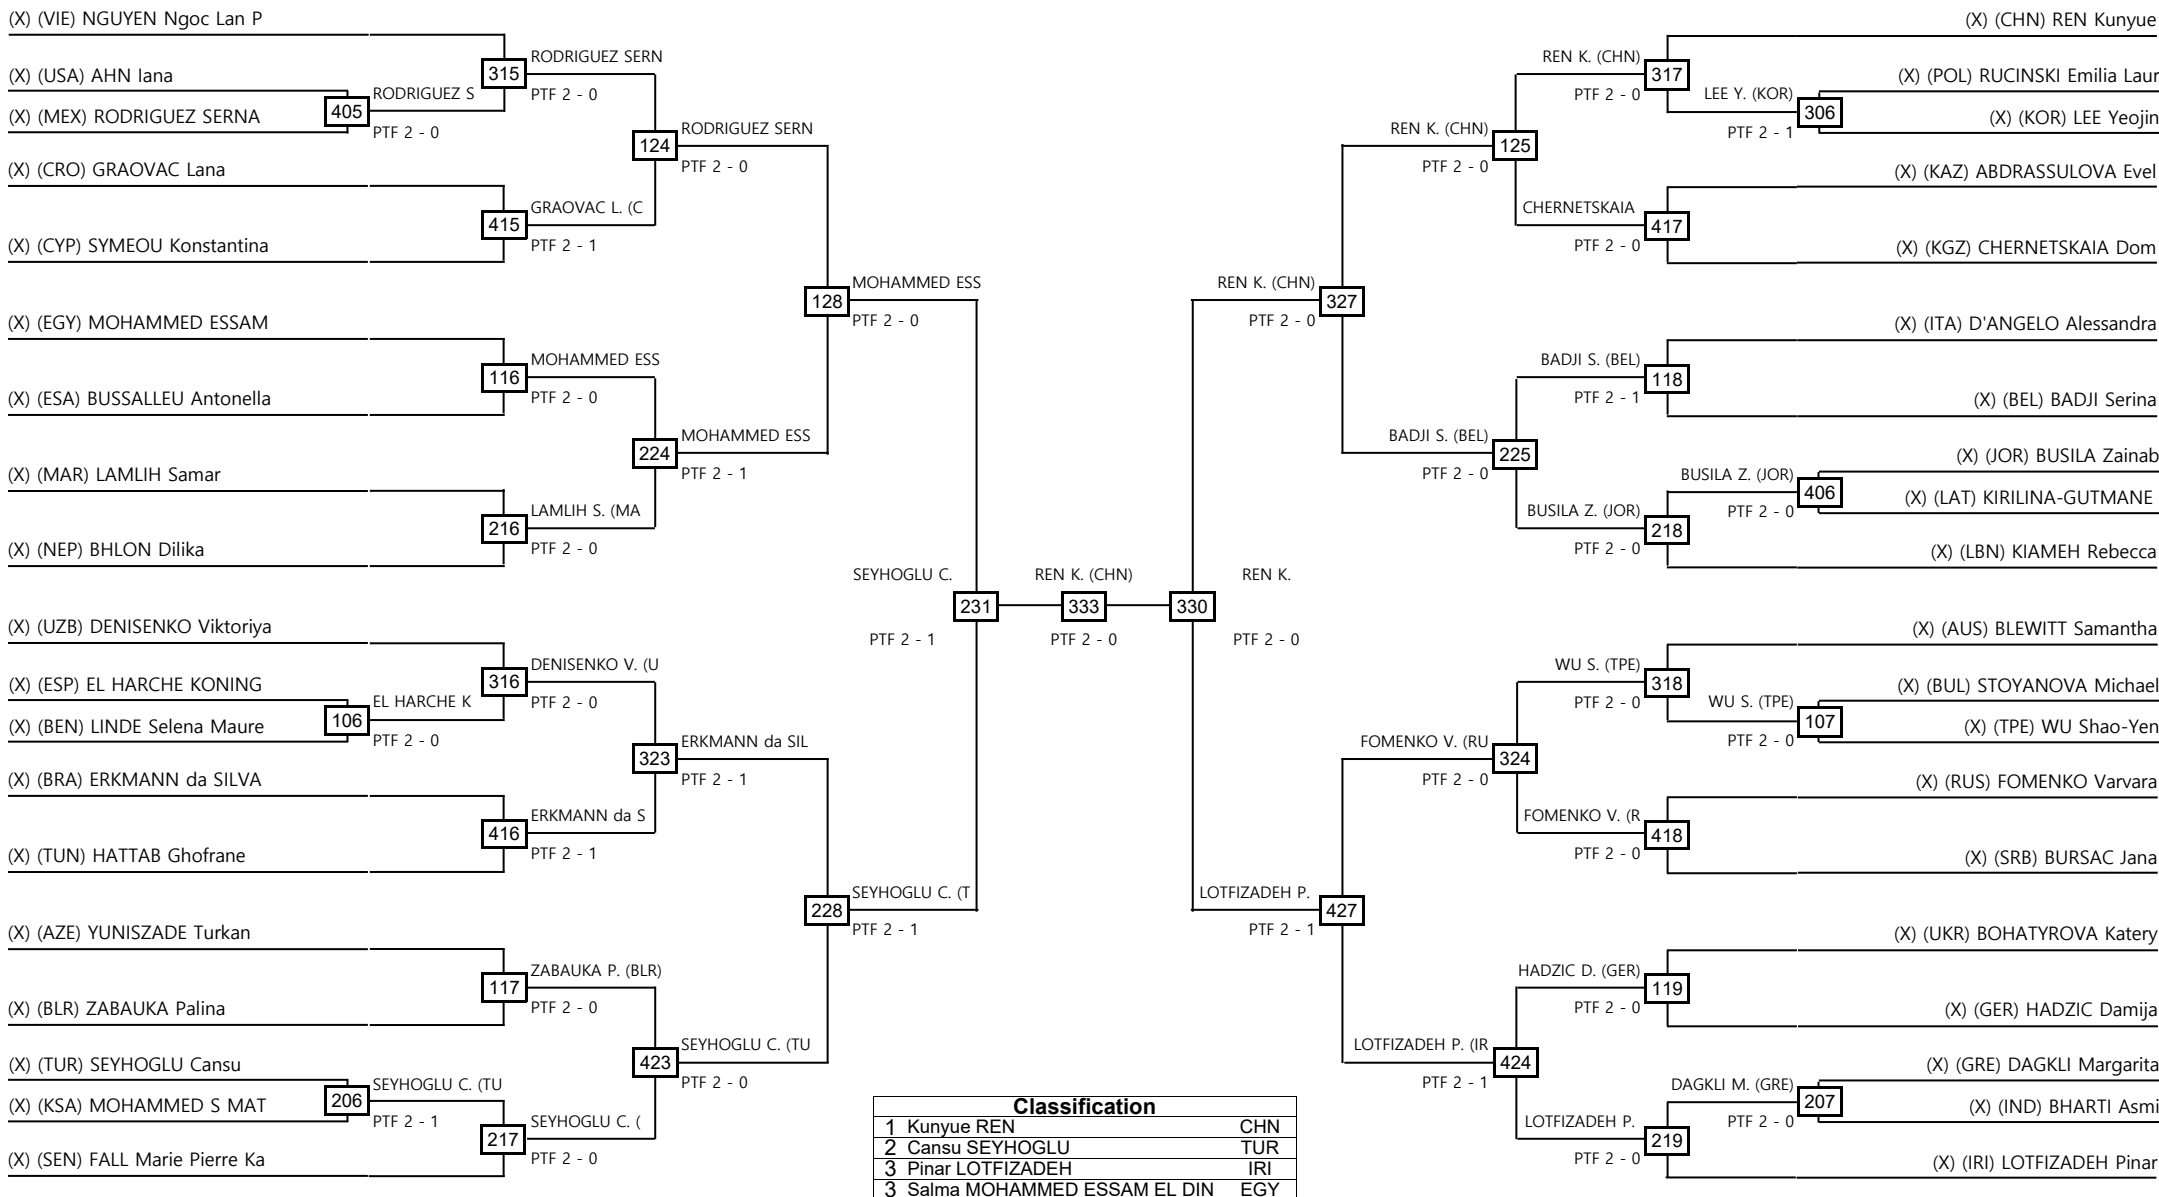 (X) (VIE) NGUYEN Ngoc Lan P
(X) (USA) AHN Iana
(X) (MEX) RODRIGUEZ SERNA
(X) (CRO) GRAOVAC Lana
(X) (CYP) SYMEOU Konstantina
(X) (EGY) MOHAMMED ESSAM
(X) (ESA) BUSSALLEU Antonella
(X) (MAR) LAMLIH Samar
(X) (NEP) BHLON Dilika
(X) (UZB) DENISENKO Viktoriya
(X) (ESP) EL HARCHE KONING
(X) (BEN) LINDE Selena Maure
(X) (BRA) ERKMANN da SILVA
(X) (TUN) HATTAB Ghofrane
(X) (AZE) YUNISZADE Turkan
(X) (BLR) ZABAUKA Palina
(X) (TUR) SEYHOGLU Cansu
(X) (KSA) MOHAMMED S MAT
(X) (SEN) FALL Marie Pierre Ka
RODRIGUEZ S
405
PTF 2 - 0
EL HARCHE K
106
PTF 2 - 0
SEYHOGLU C. (TU
206
PTF 2 - 1
RODRIGUEZ SERN
315
PTF 2 - 0
GRAOVAC L. (C
415
PTF 2 - 1
MOHAMMED ESS
116
PTF 2 - 0
LAMLIH S. (MA
216
PTF 2 - 0
DENISENKO V. (U
316
PTF 2 - 0
ERKMANN da S
416
PTF 2 - 1
ZABAUKA P. (BLR)
117
PTF 2 - 0
SEYHOGLU C. (
217
PTF 2 - 0
RODRIGUEZ SERN
124
PTF 2 - 0
MOHAMMED ESS
224
PTF 2 - 1
ERKMANN da SIL
323
PTF 2 - 1
SEYHOGLU C. (TU
423
PTF 2 - 0
MOHAMMED ESS
128
PTF 2 - 0
SEYHOGLU C. (T
228
PTF 2 - 1
SEYHOGLU C.
231
PTF 2 - 1
REN K. (CHN)
333
PTF 2 - 0
REN K.
330
PTF 2 - 0
REN K. (CHN)
327
PTF 2 - 0
LOTFIZADEH P.
427
PTF 2 - 1
REN K. (CHN)
125
PTF 2 - 0
BADJI S. (BEL)
225
PTF 2 - 0
FOMENKO V. (RU
324
PTF 2 - 0
LOTFIZADEH P. (IR
424
PTF 2 - 1
REN K. (CHN)
317
PTF 2 - 0
CHERNETSKAIA
417
PTF 2 - 0
BADJI S. (BEL)
118
PTF 2 - 1
BUSILA Z. (JOR)
218
PTF 2 - 0
WU S. (TPE)
318
PTF 2 - 0
FOMENKO V. (R
418
PTF 2 - 0
HADZIC D. (GER)
119
PTF 2 - 0
LOTFIZADEH P.
219
PTF 2 - 0
LEE Y. (KOR)
306
PTF 2 - 1
BUSILA Z. (JOR)
406
PTF 2 - 0
WU S. (TPE)
107
PTF 2 - 0
DAGKLI M. (GRE)
207
PTF 2 - 0
(X) (CHN) REN Kunyue
(X) (POL) RUCINSKI Emilia Laur
(X) (KOR) LEE Yeojin
(X) (KAZ) ABDRASSULOVA Evel
(X) (KGZ) CHERNETSKAIA Dom
(X) (ITA) D'ANGELO Alessandra
(X) (BEL) BADJI Serina
(X) (JOR) BUSILA Zainab
(X) (LAT) KIRILINA-GUTMANE
(X) (LBN) KIAMEH Rebecca
(X) (AUS) BLEWITT Samantha
(X) (BUL) STOYANOVA Michael
(X) (TPE) WU Shao-Yen
(X) (RUS) FOMENKO Varvara
(X) (SRB) BURSAC Jana
(X) (UKR) BOHATYROVA Katery
(X) (GER) HADZIC Damija
(X) (GRE) DAGKLI Margarita
(X) (IND) BHARTI Asmi
(X) (IRI) LOTFIZADEH Pinar
Classification
1 Kunyue REN CHN
2 Cansu SEYHOGLU TUR
3 Pinar LOTFIZADEH IRI
3 Salma MOHAMMED ESSAM EL DIN EGY